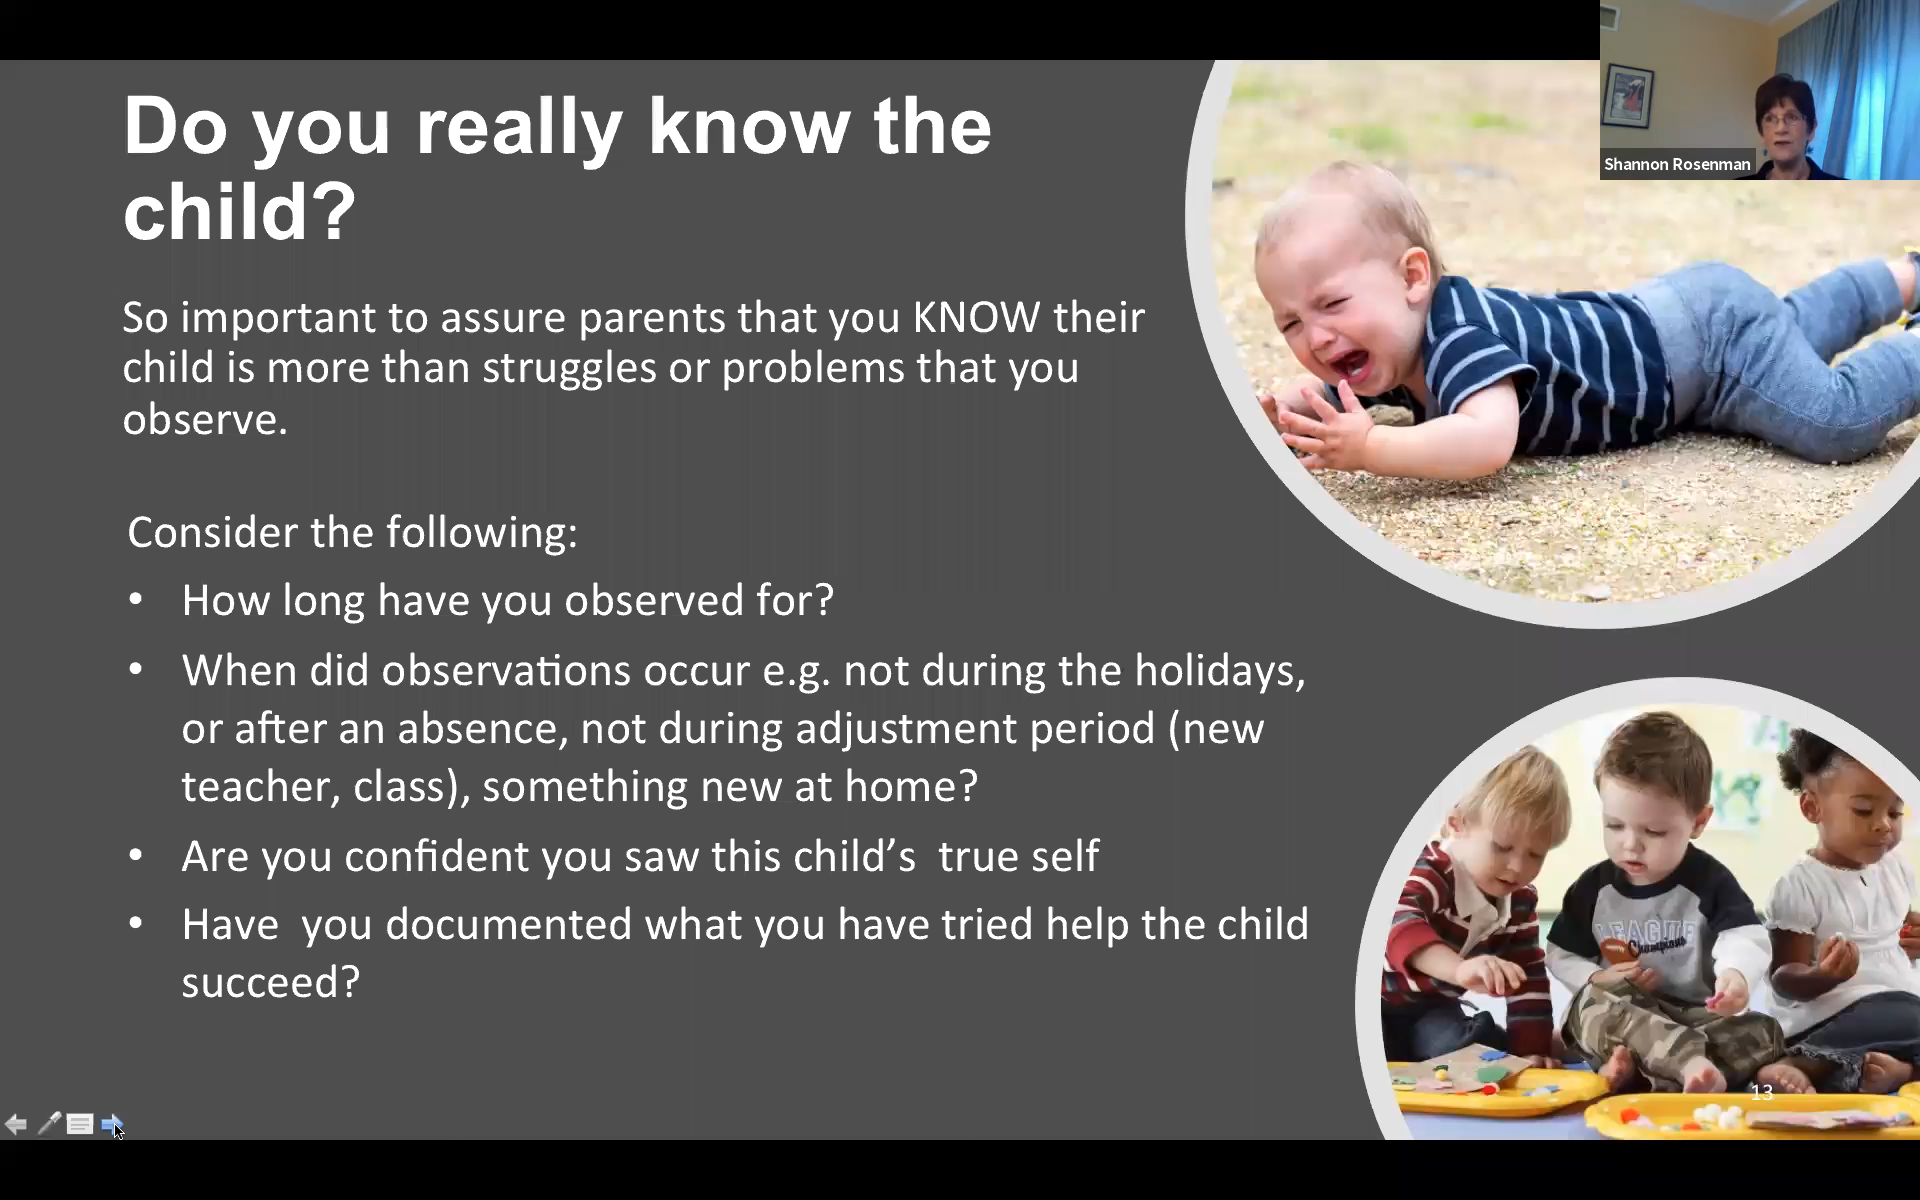 Do you really know the
child?
Shannon Rosenman
So important to assure parents that you KNOW their
child is more than struggles or problems that you
observe.
Consider the following:
• How long have you observed for?
• When did observations occur e.g. not during the holidays,
or after an absence, not during adjustment period (new
teacher, class), something new at home?
• Are you confident you saw this child’s  true self
• Have  you documented what you have tried help the child
succeed?
LEAGUE
Champions
13